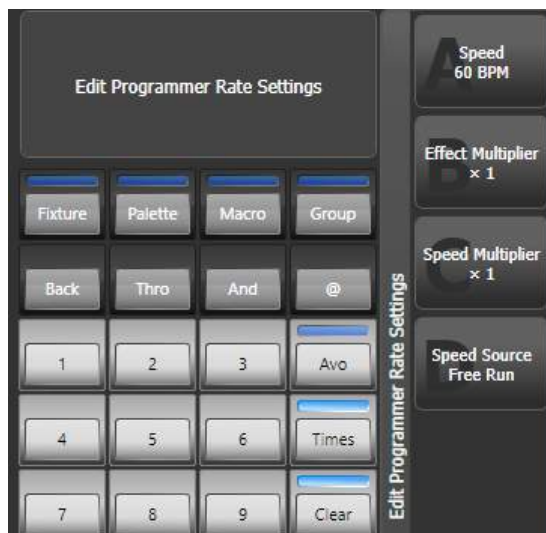 Edit Programmer Rate Settings
Fixture Palette Macro Group
Back Thro And @
1 2 3 Avo
4 5 6 Times
7 8 9 Clear
Edit Programmer Rate Settings
A
Speed
60 BPM
B
Effect Multiplier
× 1
C
Speed Multiplier
× 1
D
Speed Source
Free Run